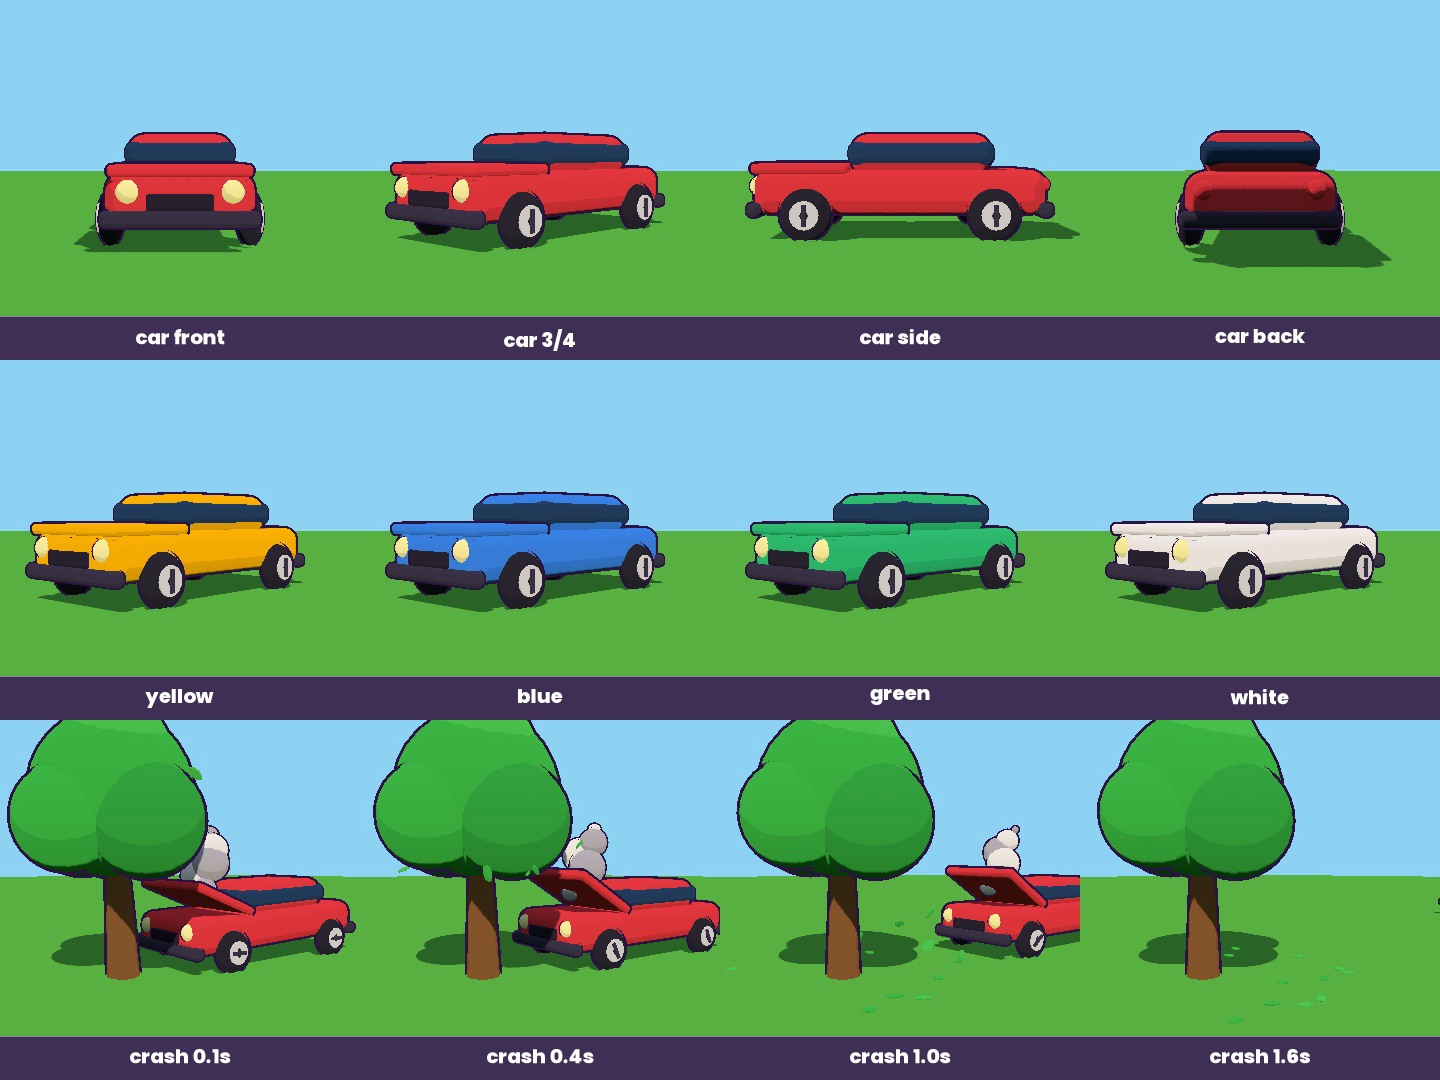 car front
car 3/4
car side
car back
yellow
blue
green
white
crash 0.1s
crash 0.4s
crash 1.0s
crash 1.6s